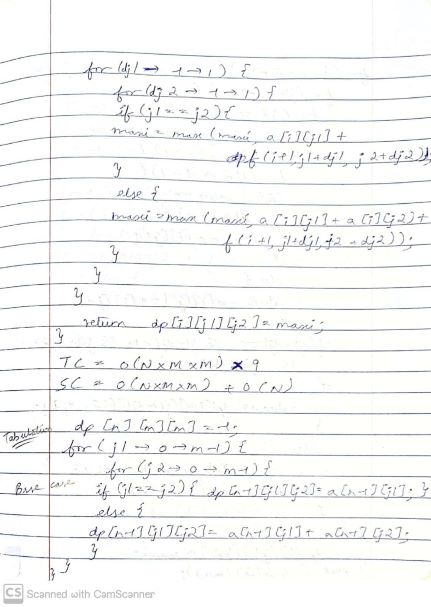 for (dj1 → -1 → 1) {
for (dj2 → -1 → 1) {
if (j1 == j2) {
maxi = max (maxi, a[i][j1] +
f (i+1, j1+dj1, j2+dj2));
}
else {
maxi = max (maxi, a[i][j1] + a[i][j2] +
f (i+1, j1+dj1, j2+dj2));
}
}
}
return dp[i][j1][j2] = maxi;
}
TC = O(N×M×M) × 9
SC = O(N×M×M) + O(N)
Tabulation dp [n] [m] [m] = -1;
for (j1 → 0 → m-1) {
for (j2 → 0 → m-1) {
Base case if (j1 == j2) { dp[n-1][j1][j2] = a[n-1][j1]; }
else {
dp[n-1][j1][j2] = a[n-1][j1] + a[n-1][j2];
}
} }
CS Scanned with CamScanner